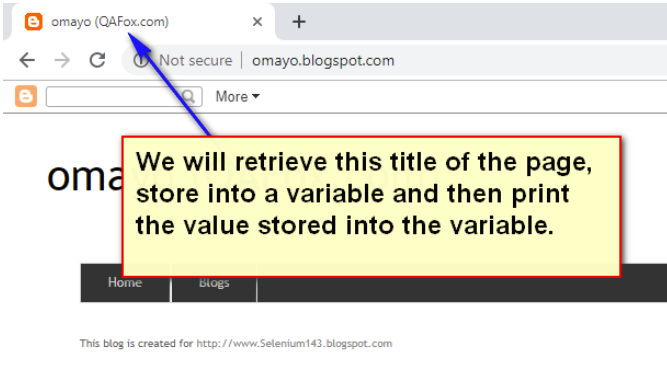 omayo (QAFox.com)
Not secure | omayo.blogspot.com
More
We will retrieve this title of the page,
store into a variable and then print
the value stored into the variable.
Home Blogs
This blog is created for http://www.Selenium143.blogspot.com